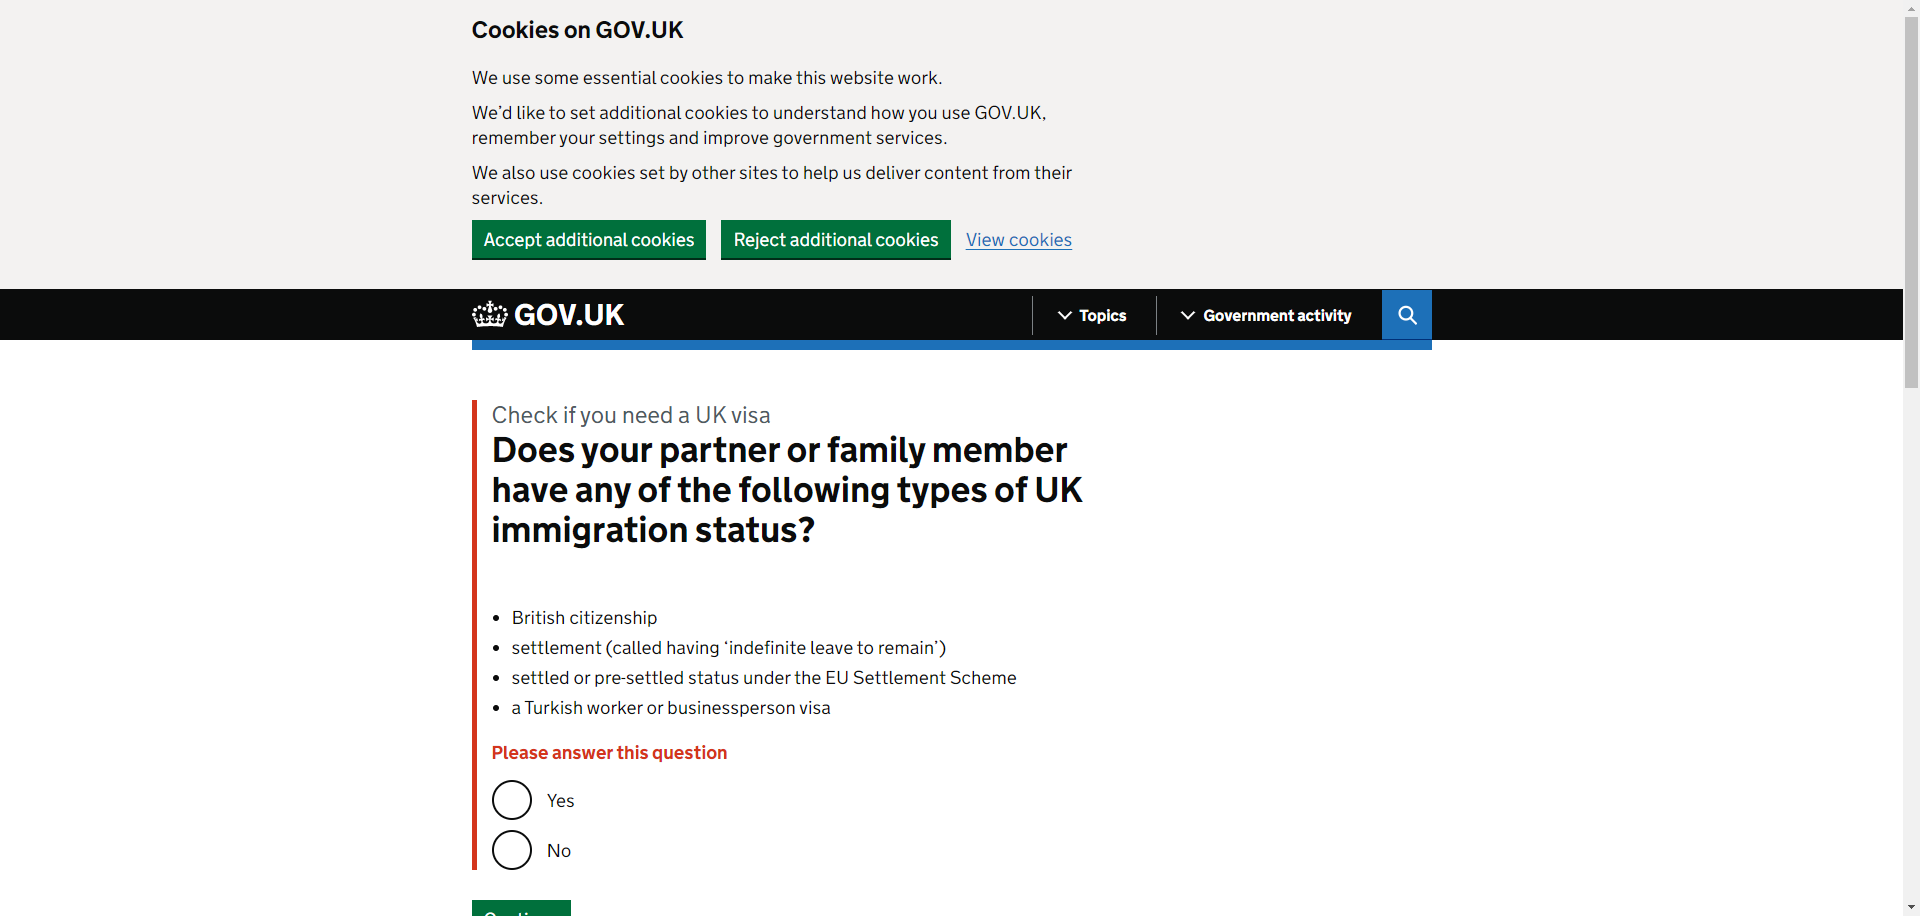 Cookies on GOV.UK
We use some essential cookies to make this website work.
We’d like to set additional cookies to understand how you use GOV.UK,
remember your settings and improve government services.
We also use cookies set by other sites to help us deliver content from their
services.
Accept additional cookies
Reject additional cookies
View cookies
GOV.UK
Topics
Government activity
Check if you need a UK visa
Does your partner or family member
have any of the following types of UK
immigration status?
• British citizenship
• settlement (called having ‘indefinite leave to remain’)
• settled or pre-settled status under the EU Settlement Scheme
• a Turkish worker or businessperson visa
Please answer this question
Yes
No